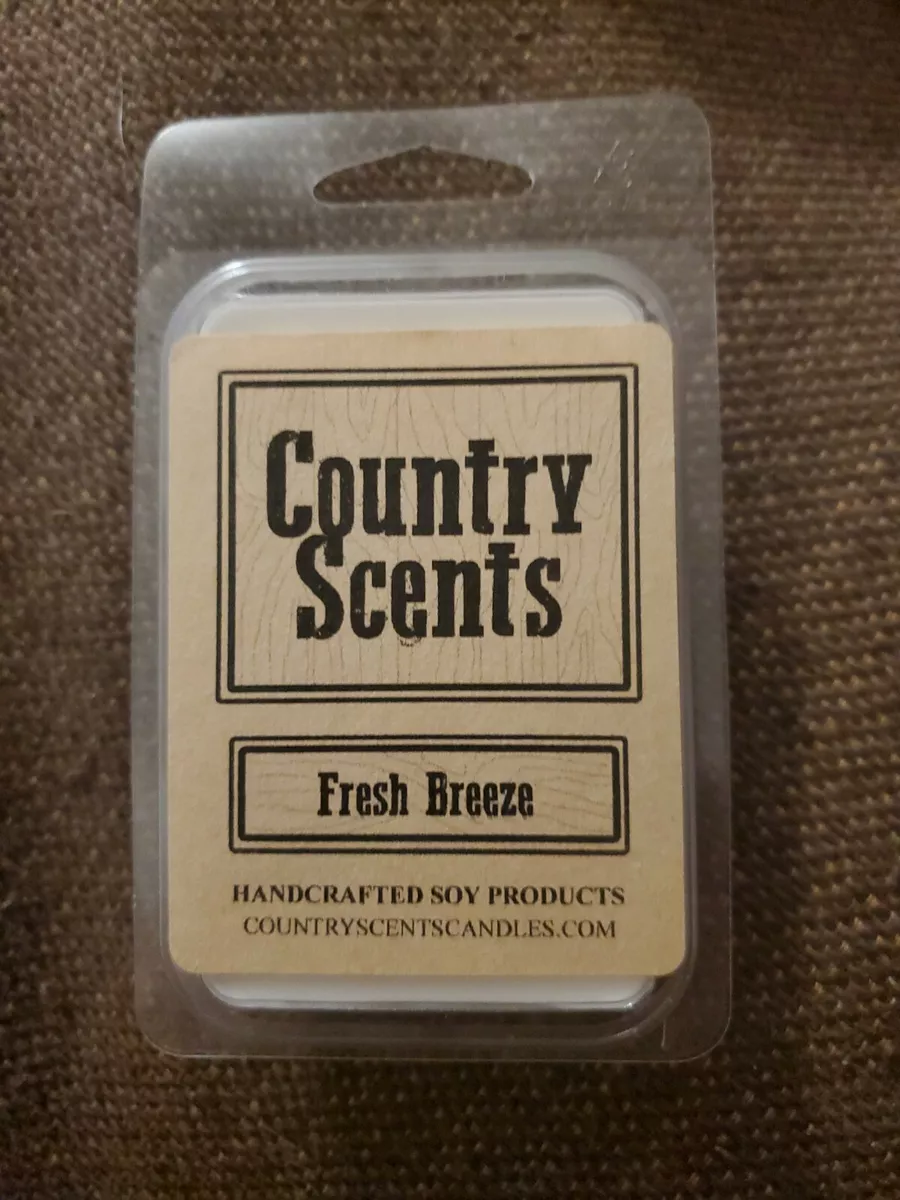 Country
Scents
Fresh Breeze
HANDCRAFTED SOY PRODUCTS
COUNTRYSCENTSCANDLES.COM